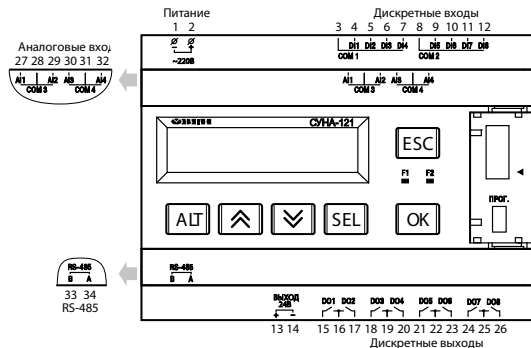 Питание
1 2
~220В
Дискретные входы
3 4 5 6 7 8 9 10 11 12
DI1 DI2 DI3 DI4 DI5 DI6 DI7 DI8
COM 1 COM 2
Аналоговые вхо
27 28 29 30 31 32
AI1 AI2 AI3 AI4
COM 3 COM 4
AI1 AI2 AI3 AI4
COM 3 COM 4
СУНА-121
ESC
F1 F2
ПРОГ.
ALT SEL OK
RS-485
B A
33 34
RS-485
RS-485
B A
ВЫХОД
24В
+ −
13 14
DO1 DO2 DO3 DO4 DO5 DO6 DO7 DO8
15 16 17 18 19 20 21 22 23 24 25 26
Дискретные выходы